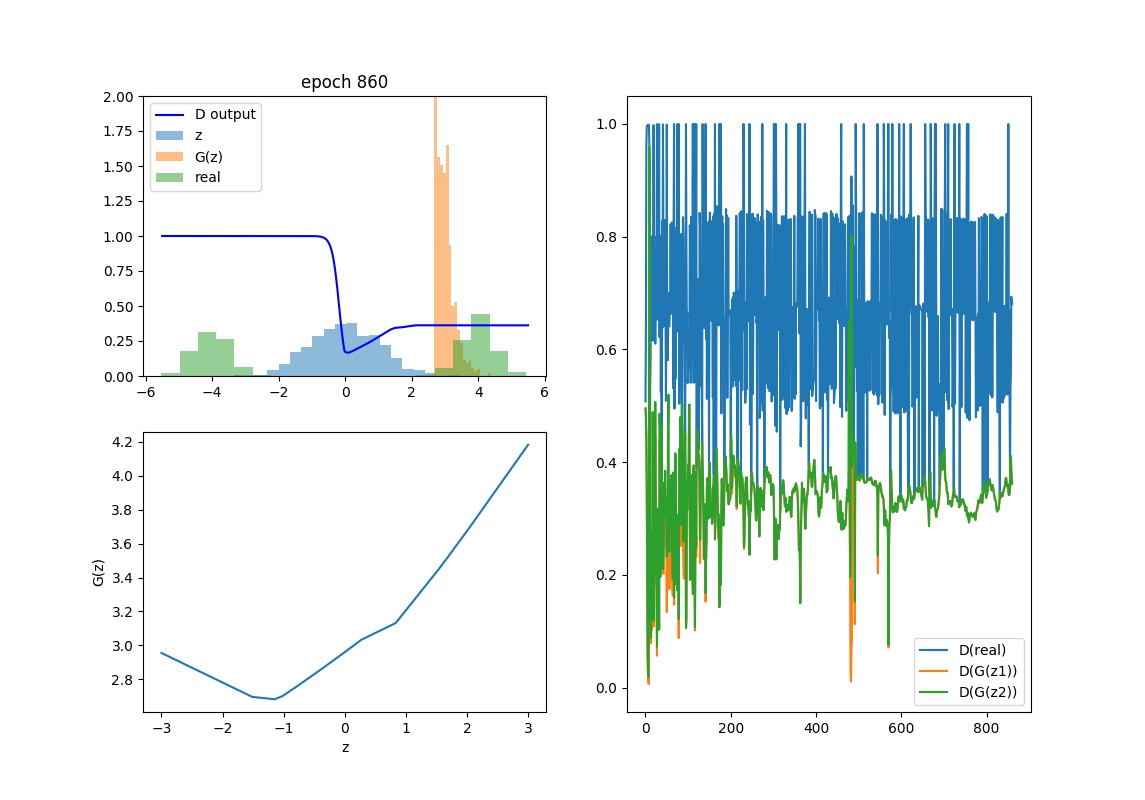 epoch 860
2.00
1.75
1.50
1.25
1.00
0.75
0.50
0.25
0.00
D output
z
G(z)
real
−6 −4 −2 0 2 4 6
G(z)
4.2
4.0
3.8
3.6
3.4
3.2
3.0
2.8
−3 −2 −1 0 1 2 3
z
1.0
0.8
0.6
0.4
0.2
0.0
D(real)
D(G(z1))
D(G(z2))
0 200 400 600 800